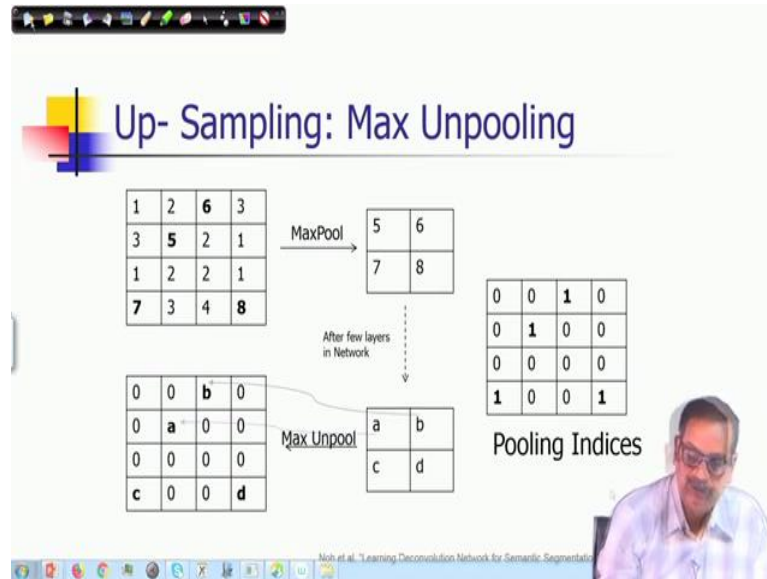 Up- Sampling: Max Unpooling
1 2 6 3
3 5 2 1
1 2 2 1
7 3 4 8
MaxPool
5 6
7 8
After few layers
in Network
0 0 1 0
0 1 0 0
0 0 0 0
1 0 0 1
Pooling Indices
0 0 b 0
0 a 0 0
0 0 0 0
c 0 0 d
Max Unpool
a b
c d
Noh et al. "Learning Deconvolution Network for Semantic Segmentatio